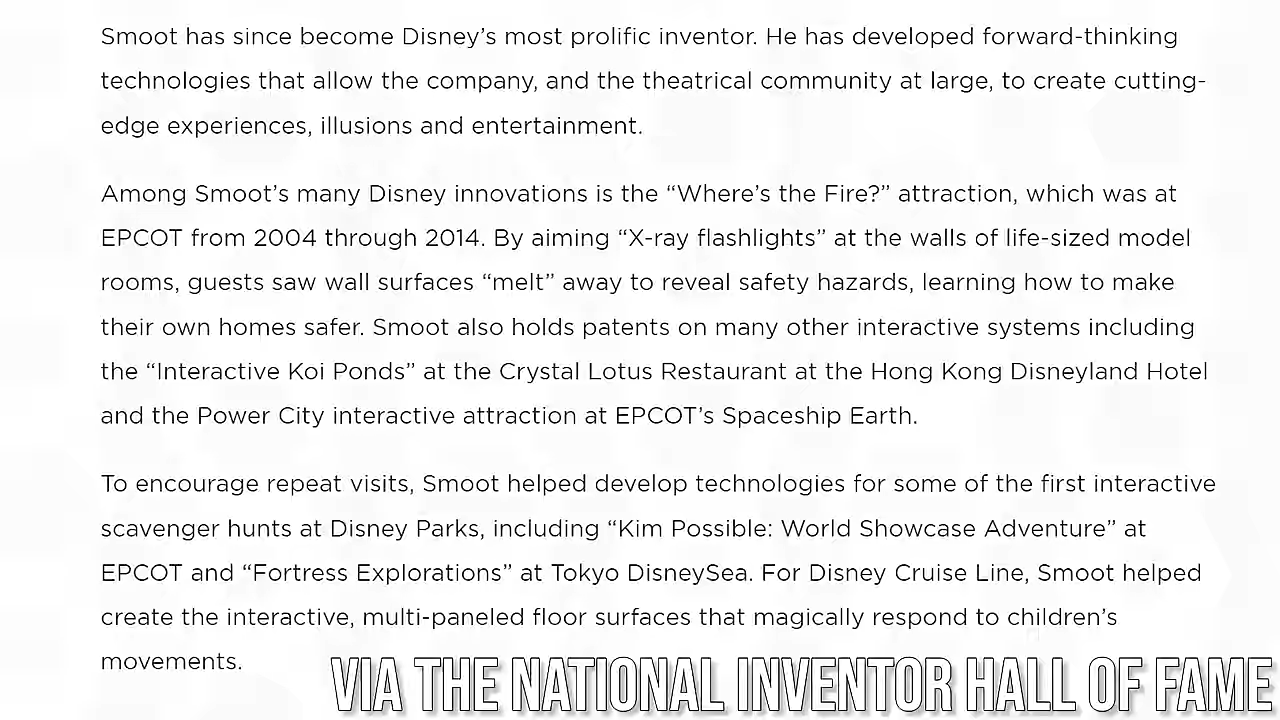 Smoot has since become Disney’s most prolific inventor. He has developed forward-thinking
technologies that allow the company, and the theatrical community at large, to create cutting-
edge experiences, illusions and entertainment.
Among Smoot’s many Disney innovations is the “Where’s the Fire?” attraction, which was at
EPCOT from 2004 through 2014. By aiming “X-ray flashlights” at the walls of life-sized model
rooms, guests saw wall surfaces “melt” away to reveal safety hazards, learning how to make
their own homes safer. Smoot also holds patents on many other interactive systems including
the “Interactive Koi Ponds” at the Crystal Lotus Restaurant at the Hong Kong Disneyland Hotel
and the Power City interactive attraction at EPCOT’s Spaceship Earth.
To encourage repeat visits, Smoot helped develop technologies for some of the first interactive
scavenger hunts at Disney Parks, including “Kim Possible: World Showcase Adventure” at
EPCOT and “Fortress Explorations” at Tokyo DisneySea. For Disney Cruise Line, Smoot helped
create the interactive, multi-paneled floor surfaces that magically respond to children’s
movements.
VIA THE NATIONAL INVENTOR HALL OF FAME